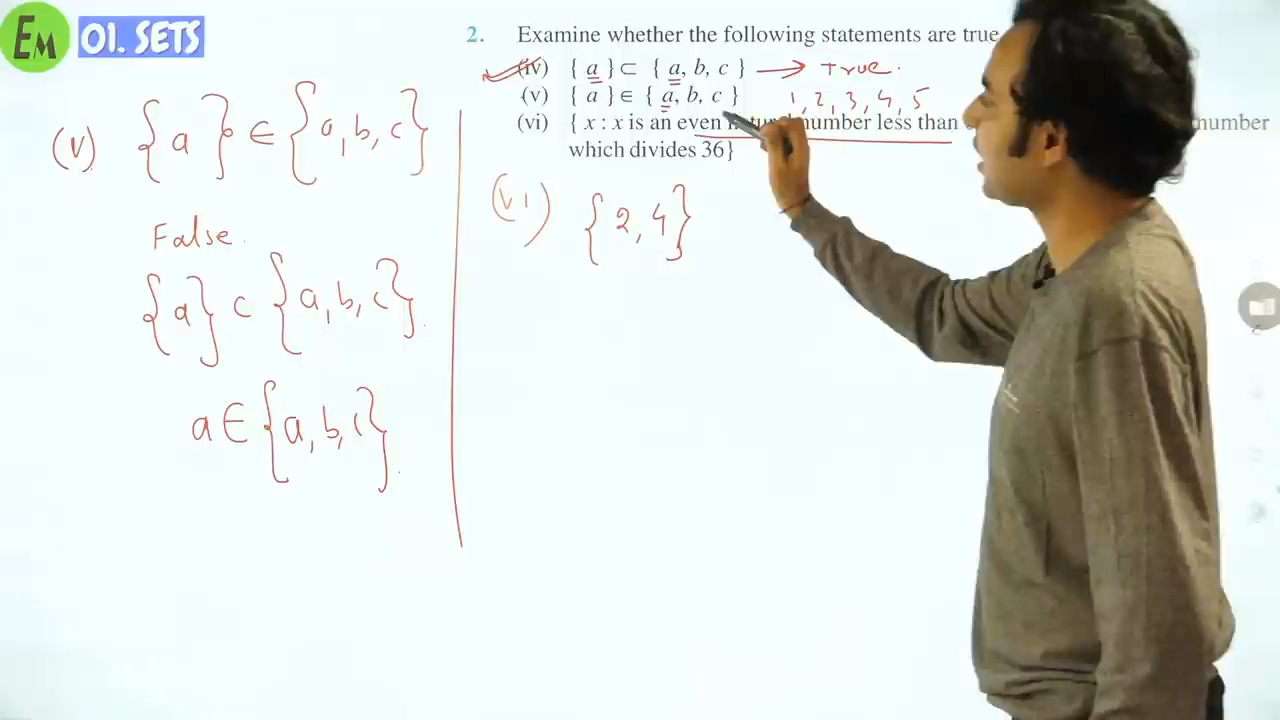 EM 01. SETS
2. Examine whether the following statements are true
(iv) { a } ⊂ { a, b, c } → True.
(v) { a } ∈ { a, b, c } 1, 2, 3, 4, 5
(vi) { x : x is an even natural number less than number
which divides 36}
(v) {a} ∈ {a, b, c}
False.
{a} ⊂ {a, b, c}.
a ∈ {a, b, c}.
(vi) {2, 4}